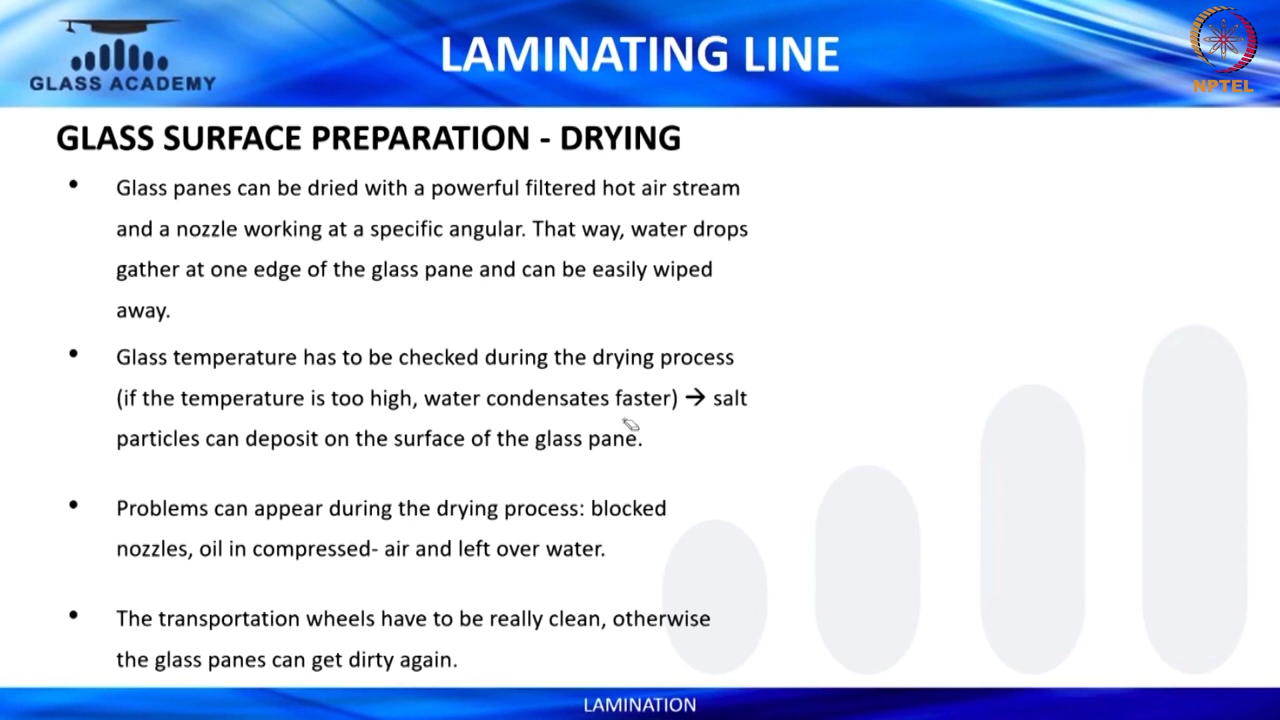 GLASS ACADEMY
LAMINATING LINE
NPTEL
GLASS SURFACE PREPARATION - DRYING
• Glass panes can be dried with a powerful filtered hot air stream
and a nozzle working at a specific angular. That way, water drops
gather at one edge of the glass pane and can be easily wiped
away.
• Glass temperature has to be checked during the drying process
(if the temperature is too high, water condensates faster) → salt
particles can deposit on the surface of the glass pane.
• Problems can appear during the drying process: blocked
nozzles, oil in compressed- air and left over water.
• The transportation wheels have to be really clean, otherwise
the glass panes can get dirty again.
LAMINATION